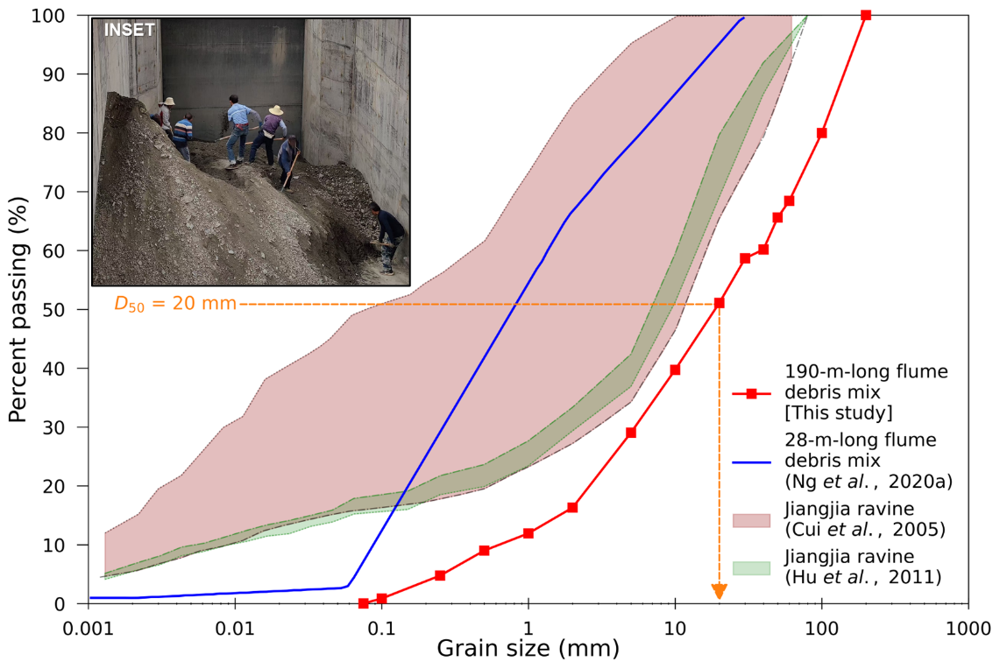 INSET
Percent passing (%)
100
90
80
70
60
50
40
30
20
10
0
D50 = 20 mm
190-m-long flume
debris mix
[This study]
28-m-long flume
debris mix
(Ng et al., 2020a)
Jiangjia ravine
(Cui et al., 2005)
Jiangjia ravine
(Hu et al., 2011)
0.001 0.01 0.1 1 10 100 1000
Grain size (mm)